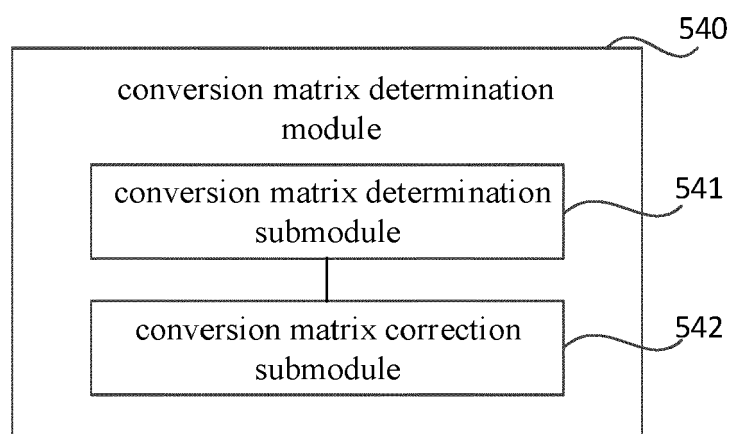 540
conversion matrix determination
module
conversion matrix determination
submodule
541
conversion matrix correction
submodule
542